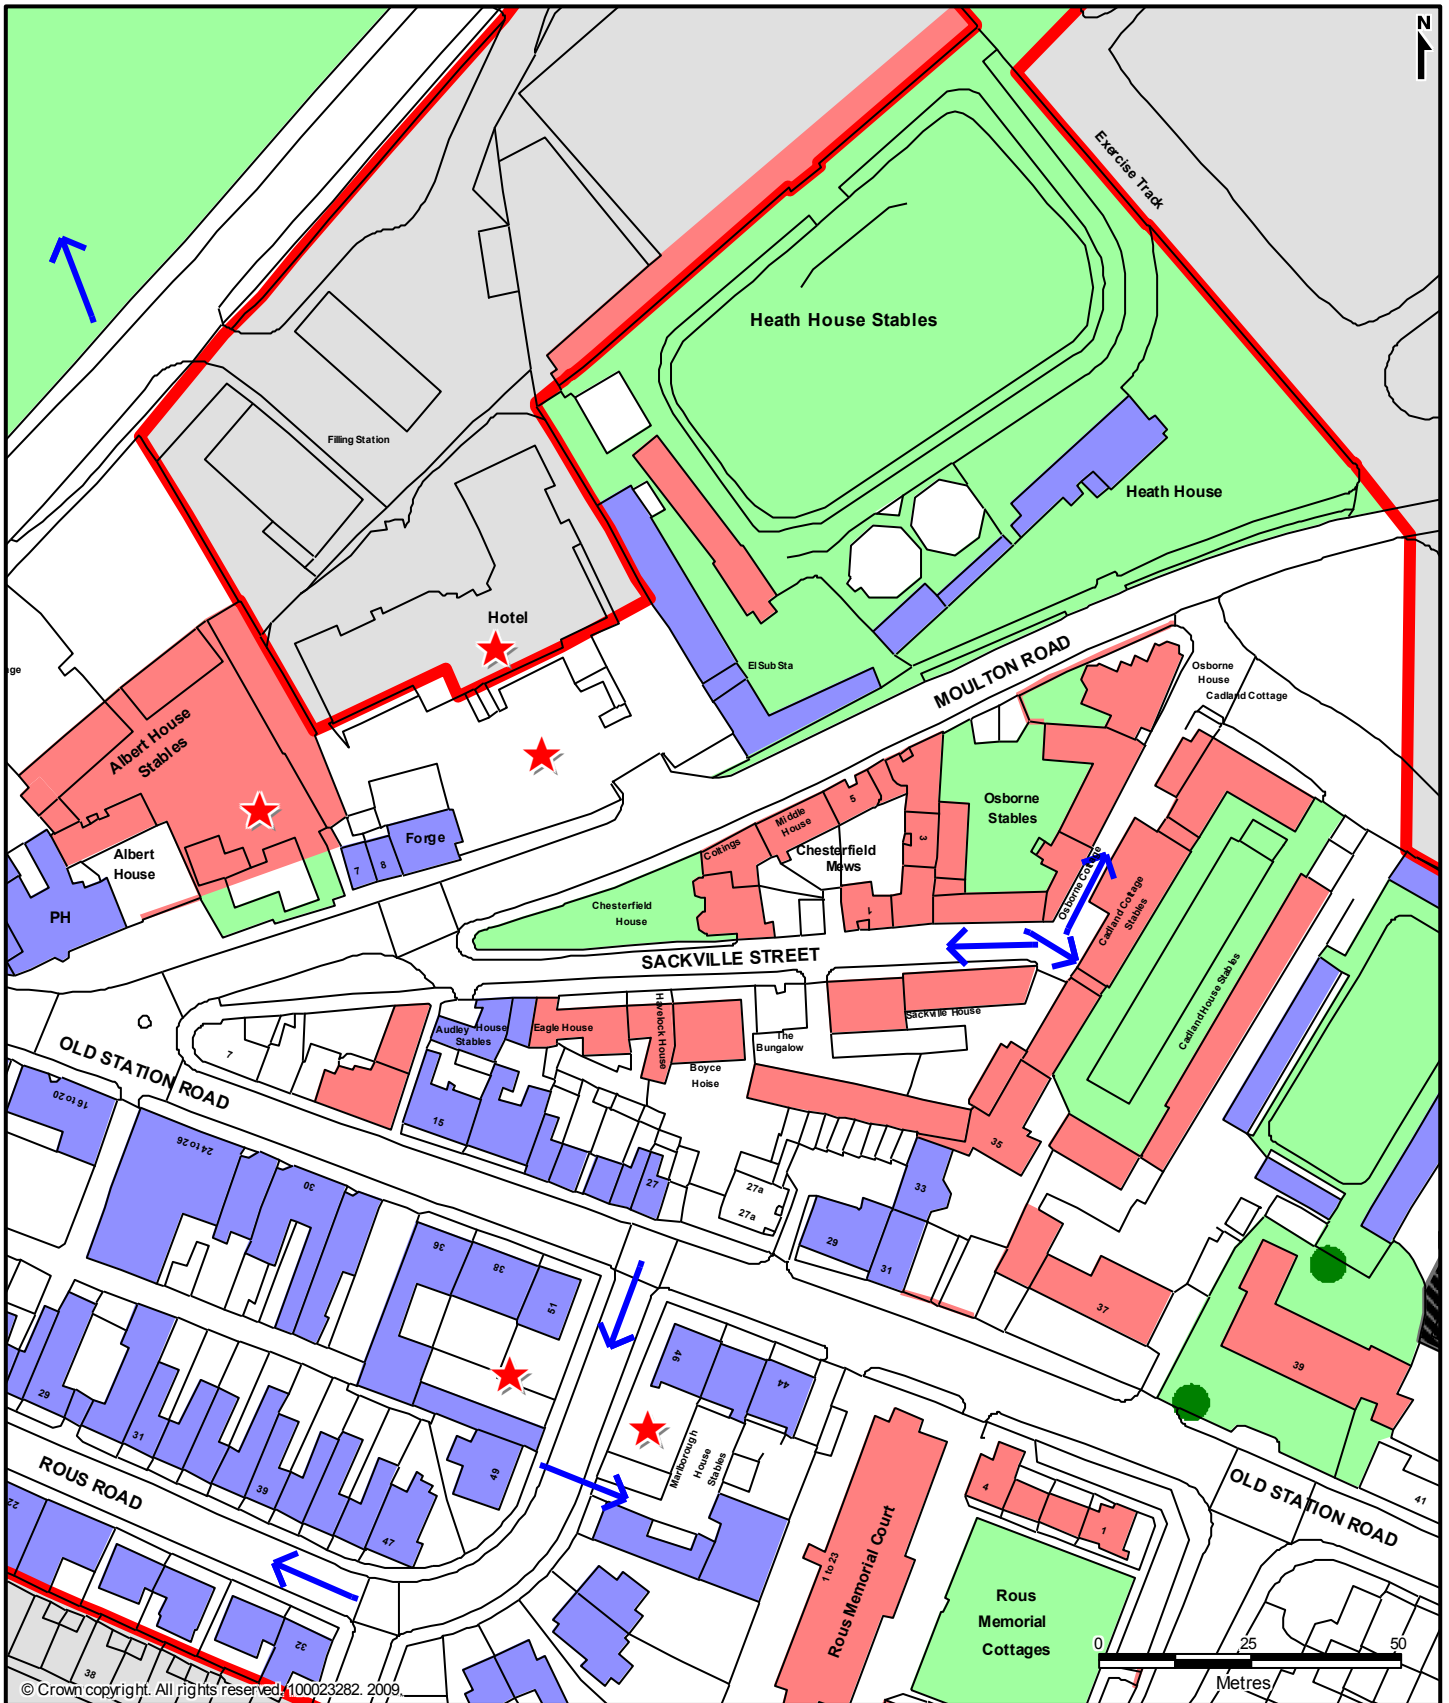 N
Exercise Track
Heath House Stables
Filling Station
Heath House
Hotel
El Sub Sta
MOULTON ROAD
Osborne
House
Cadland Cottage
ge
Albert House
Stables
Osborne
Stables
5
Middle
House
Coltings
3
Chesterfield
Mews
Forge
7
8
Albert
House
PH
Chesterfield
House
1
Osborne Cottage
Cadland Cottage
Stables
SACKVILLE STREET
Cadland House Stables
Sackville House
Audley House
Stables
Eagle House
Havelock House
The
Bungalow
Boyce
Hoise
7
OLD STATION ROAD
16 to 20
24 to 26
15
35
30
27
27a
27a
33
29
31
36
38
51
37
39
46
44
29
31
39
49
47
Marlborough
House
Stables
ROUS ROAD
22
4
1
OLD STATION ROAD
41
1 to 23
Rous Memorial Court
Rous
Memorial
Cottages
32
38
0
25
50
Metres
© Crown copyright. All rights reserved. 100023282. 2009.